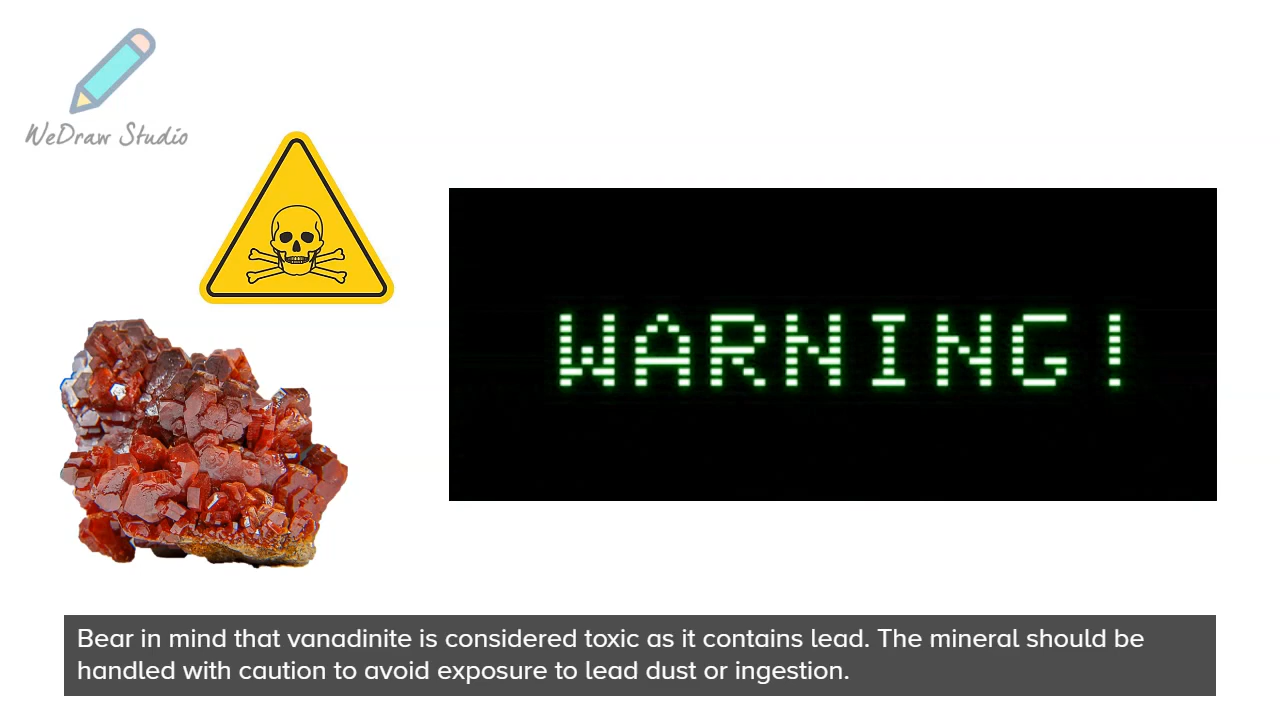 WeDraw Studio
WARNING!
Bear in mind that vanadinite is considered toxic as it contains lead. The mineral should be
handled with caution to avoid exposure to lead dust or ingestion.